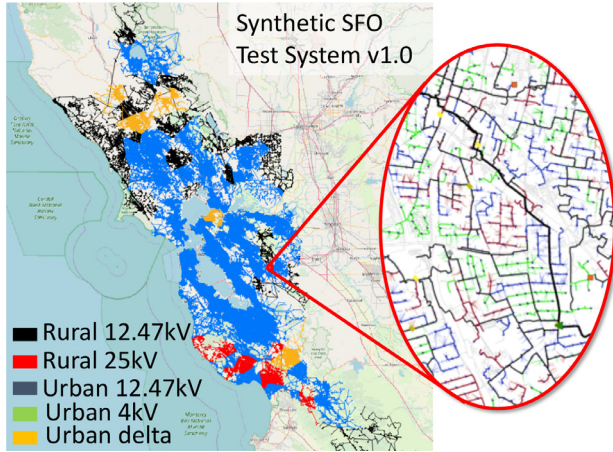 Synthetic SFO
Test System v1.0
Rural 12.47kV
Rural 25kV
Urban 12.47kV
Urban 4kV
Urban delta